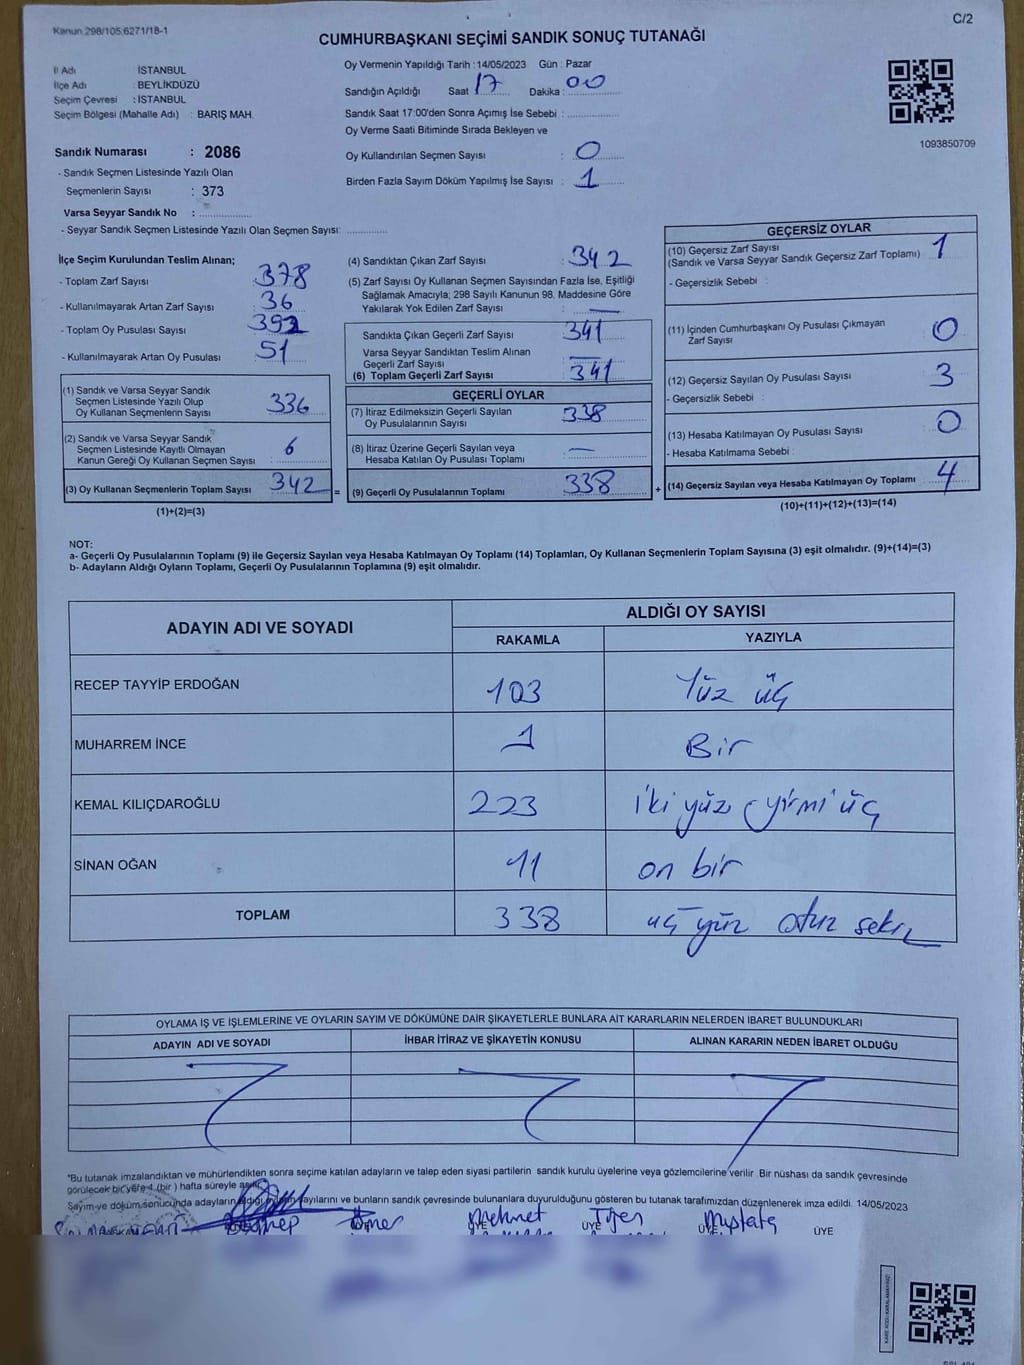 Kanun 298/105,6271/18-1
C/2
CUMHURBAŞKANI SEÇİMİ SANDIK SONUÇ TUTANAĞI
İl Adı İSTANBUL
İlçe Adı BEYLİKDÜZÜ
Seçim Çevresi : İSTANBUL
Seçim Bölgesi (Mahalle Adı) : BARIŞ MAH.
Sandık Numarası : 2086
- Sandık Seçmen Listesinde Yazılı Olan
Seçmenlerin Sayısı : 373
Varsa Seyyar Sandık No : ................
- Seyyar Sandık Seçmen Listesinde Yazılı Olan Seçmen Sayısı: ............
Oy Vermenin Yapıldığı Tarih : 14/05/2023 Gün : Pazar
Sandığın Açıldığı Saat 17 Dakika : 00
Sandık Saat 17:00'den Sonra Açımış İse Sebebi : ................
Oy Verme Saati Bitiminde Sırada Bekleyen ve
Oy Kullandırılan Seçmen Sayısı : 0
Birden Fazla Sayım Döküm Yapılmış İse Sayısı : 1
1093850709
İlçe Seçim Kurulundan Teslim Alınan;
- Toplam Zarf Sayısı : 378
- Kullanılmayarak Artan Zarf Sayısı : 36
- Toplam Oy Pusulası Sayısı : 392
- Kullanılmayarak Artan Oy Pusulası : 51
(1) Sandık ve Varsa Seyyar Sandık
Seçmen Listesinde Yazılı Olup
Oy Kullanan Seçmenlerin Sayısı : 336
(2) Sandık ve Varsa Seyyar Sandık
Seçmen Listesinde Kayıtlı Olmayan
Kanun Gereği Oy Kullanan Seçmen Sayısı : 6
(3) Oy Kullanan Seçmenlerin Toplam Sayısı : 342 =
(1)+(2)=(3)
(4) Sandıktan Çıkan Zarf Sayısı : 342
(5) Zarf Sayısı Oy Kullanan Seçmen Sayısından Fazla İse, Eşitliği
Sağlamak Amacıyla; 298 Sayılı Kanunun 98. Maddesine Göre
Yakılarak Yok Edilen Zarf Sayısı : —
Sandıkta Çıkan Geçerli Zarf Sayısı : 341
Varsa Seyyar Sandıktan Teslim Alınan
Geçerli Zarf Sayısı : —
(6) Toplam Geçerli Zarf Sayısı : 341
GEÇERLİ OYLAR
(7) İtiraz Edilmeksizin Geçerli Sayılan
Oy Pusulalarının Sayısı : 338
(8) İtiraz Üzerine Geçerli Sayılan veya
Hesaba Katılan Oy Pusulası Toplamı : —
(9) Geçerli Oy Pusulalarının Toplamı : 338 +
GEÇERSİZ OYLAR
(10) Geçersiz Zarf Sayısı
(Sandık ve Varsa Seyyar Sandık Geçersiz Zarf Toplamı) : 1
- Geçersizlik Sebebi :
(11) İçinden Cumhurbaşkanı Oy Pusulası Çıkmayan
Zarf Sayısı : 0
(12) Geçersiz Sayılan Oy Pusulası Sayısı : 3
- Geçersizlik Sebebi :
(13) Hesaba Katılmayan Oy Pusulası Sayısı : 0
- Hesaba Katılmama Sebebi :
(14) Geçersiz Sayılan veya Hesaba Katılmayan Oy Toplamı : 4
(10)+(11)+(12)+(13)=(14)
NOT:
a- Geçerli Oy Pusulalarının Toplamı (9) ile Geçersiz Sayılan veya Hesaba Katılmayan Oy Toplamı (14) Toplamları, Oy Kullanan Seçmenlerin Toplam Sayısına (3) eşit olmalıdır. (9)+(14)=(3)
b- Adayların Aldığı Oyların Toplamı, Geçerli Oy Pusulalarının Toplamına (9) eşit olmalıdır.
ADAYIN ADI VE SOYADI ALDIĞI OY SAYISI
RAKAMLA YAZIYLA
RECEP TAYYİP ERDOĞAN 103 Yüz üç
MUHARREM İNCE 1 Bir
KEMAL KILIÇDAROĞLU 223 iki yüz yirmi üç
SİNAN OĞAN 11 on bir
TOPLAM 338 üç yüz otuz sekiz
OYLAMA İŞ VE İŞLEMLERİNE VE OYLARIN SAYIM VE DÖKÜMÜNE DAİR ŞİKAYETLERLE BUNLARA AİT KARARLARIN NELERDEN İBARET BULUNDUKLARI
ADAYIN ADI VE SOYADI İHBAR İTİRAZ VE ŞİKAYETİN KONUSU ALINAN KARARIN NEDEN İBARET OLDUĞU
"Bu tutanak imzalandıktan ve mühürlendikten sonra seçime katılan adayların ve talep eden siyasi partilerin sandık kurulu üyelerine veya gözlemcilerine verilir. Bir nüshası da sandık çevresinde
görülecek bir yere 1 (bir ) hafta süreyle asılır.
Sayım ve döküm sonucunda adayların aldığı sayılarını ve bunların sandık çevresinde bulunanlara duyurulduğunu gösteren bu tutanak tarafımızdan düzenlenerek imza edildi. 14/05/2023
Mehmet Mustafa
ÜYE ÜYE ÜYE ÜYE